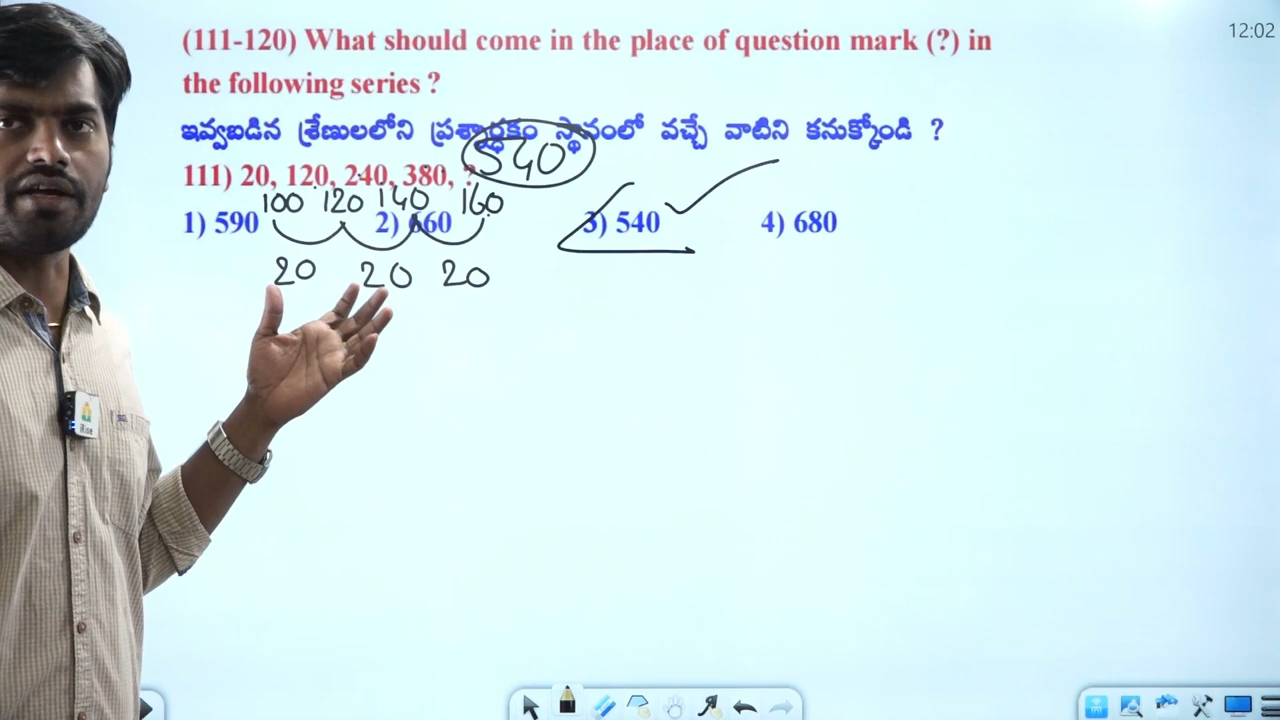 12:02
(111-120) What should come in the place of question mark (?) in
the following series ?
ఇవ్వబడిన శ్రేణులలోని ప్రశ్నార్ధకం స్థానంలో వచ్చే వాటిని కనుక్కోండి ?
540
111) 20, 120, 240, 380, ?
100 120 140 160
1) 590 2) 660 3) 540 4) 680
20 20 20